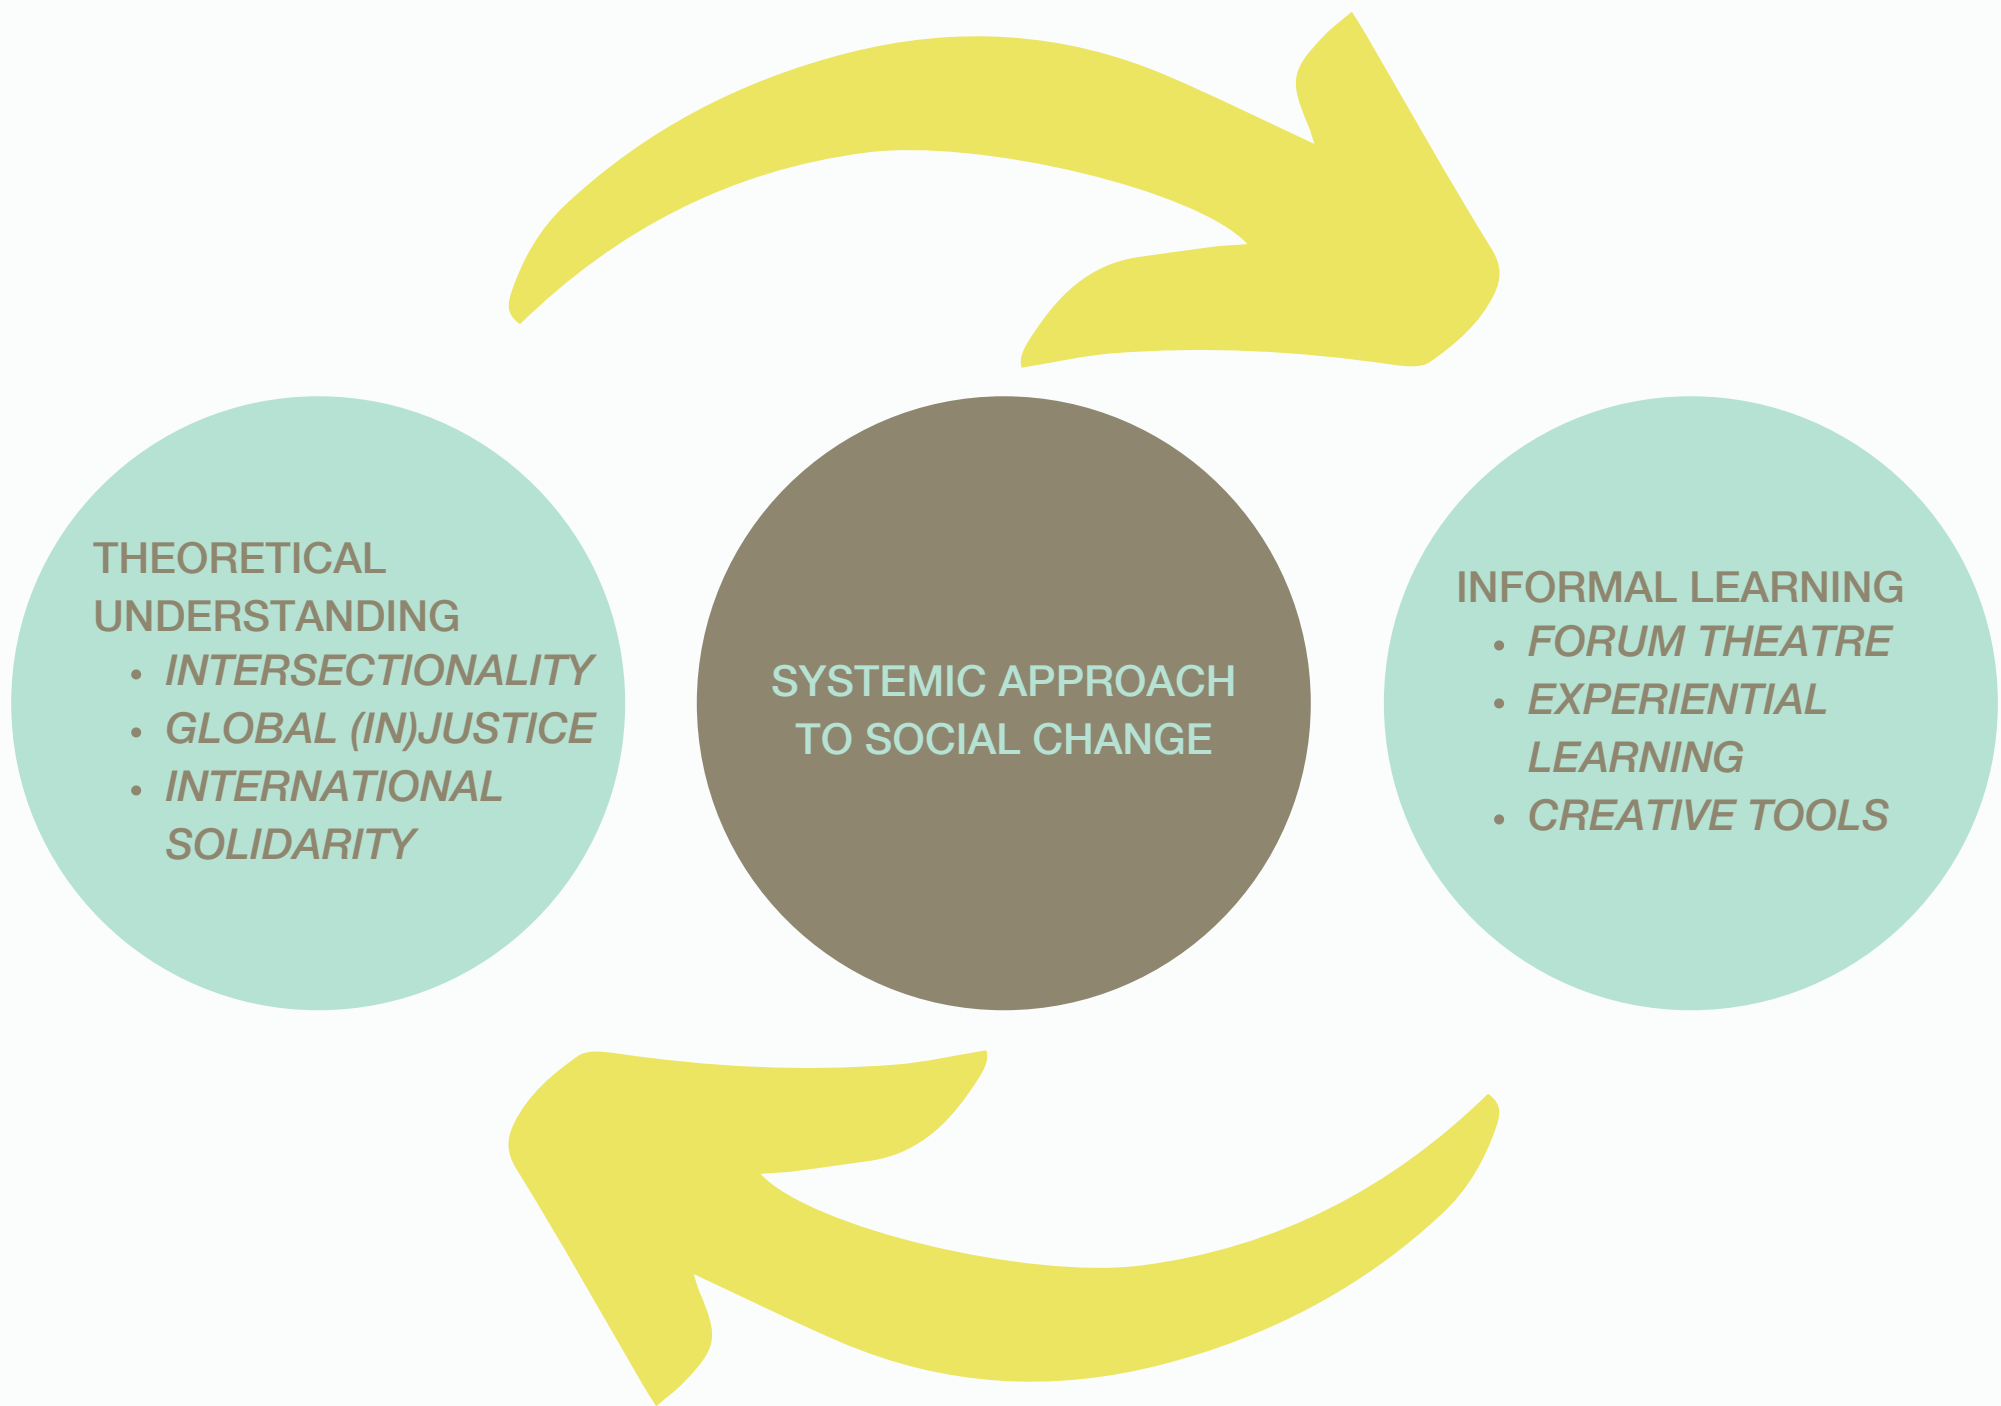 THEORETICAL
UNDERSTANDING
• INTERSECTIONALITY
• GLOBAL (IN)JUSTICE
• INTERNATIONAL
SOLIDARITY
SYSTEMIC APPROACH
TO SOCIAL CHANGE
INFORMAL LEARNING
• FORUM THEATRE
• EXPERIENTIAL
LEARNING
• CREATIVE TOOLS